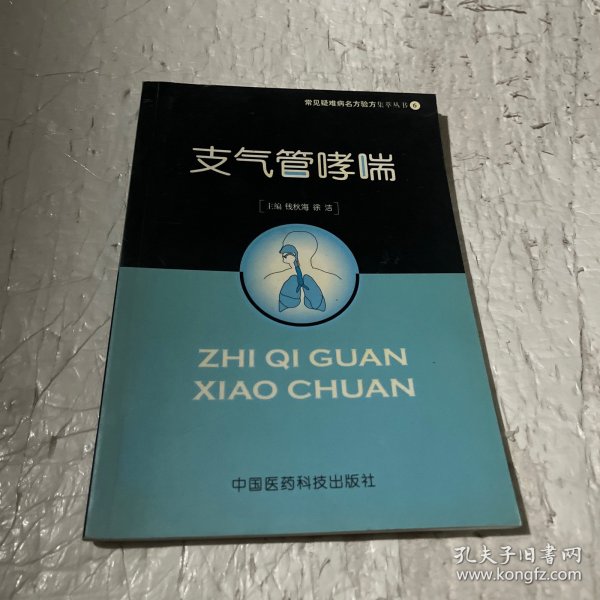 常见疑难病名方验方集萃丛书6
支气管哮喘
[主编 钱秋海 徐洁]
ZHI QI GUAN
XIAO CHUAN
中国医药科技出版社
孔夫子旧书网
www.kongfz.com